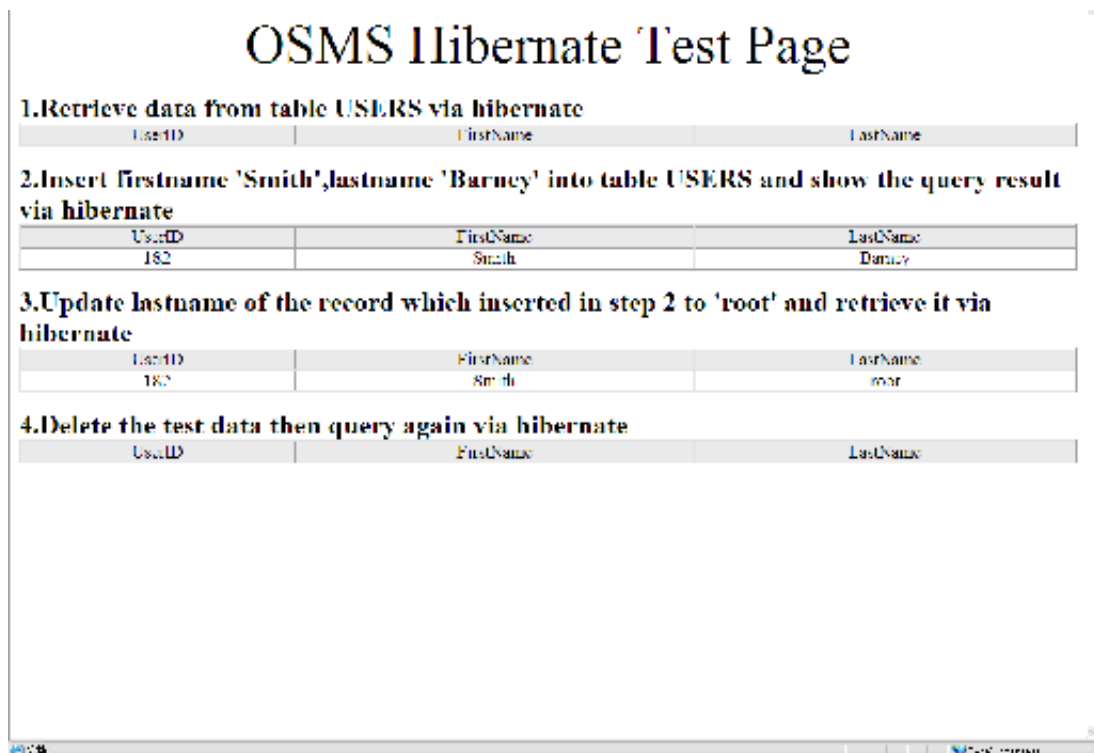 OSMS Hibernate Test Page
1.Retrieve data from table USERS via hibernate
UserID FirstName LastName
2.Insert firstname 'Smith',lastname 'Barney' into table USERS and show the query result
via hibernate
UserID FirstName LastName
182 Smith Barney
3.Update lastname of the record which inserted in step 2 to 'root' and retrieve it via
hibernate
UserID FirstName LastName
182 Smith root
4.Delete the test data then query again via hibernate
UserID FirstName LastName